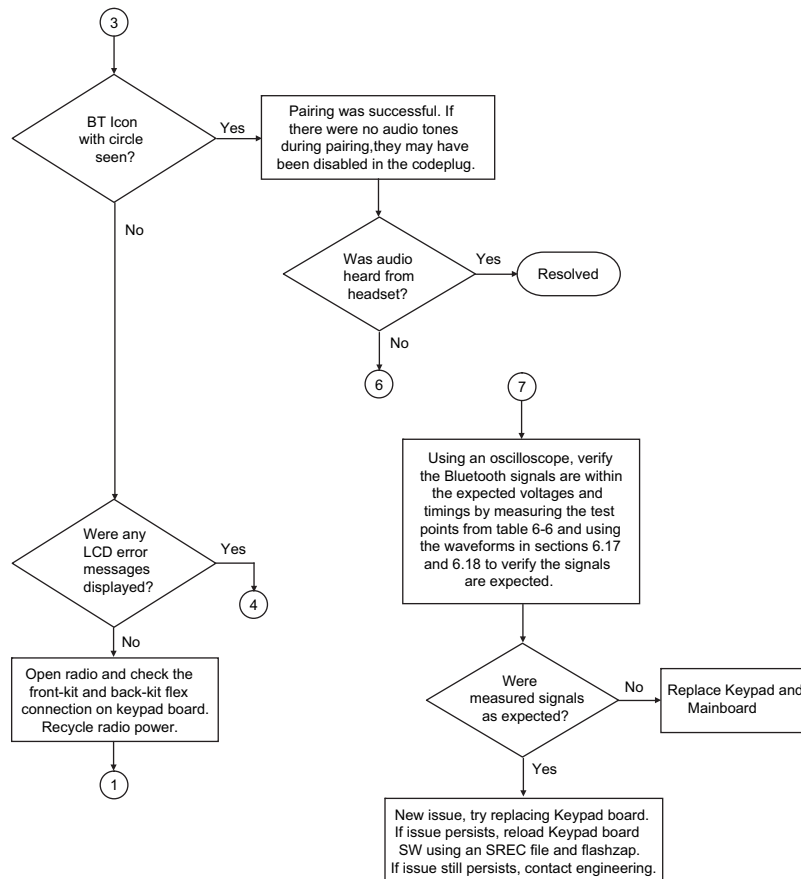 3
BT Icon
with circle
seen?
Yes
Pairing was successful. If
there were no audio tones
during pairing,they may have
been disabled in the codeplug.
No
Was audio
heard from
headset?
Yes
Resolved
No
6
7
Using an oscilloscope, verify
the Bluetooth signals are within
the expected voltages and
timings by measuring the test
points from table 6-6 and using
the waveforms in sections 6.17
and 6.18 to verify the signals
are expected.
Were any
LCD error
messages
displayed?
Yes
4
No
Open radio and check the
front-kit and back-kit flex
connection on keypad board.
Recycle radio power.
1
Were
measured signals
as expected?
No
Replace Keypad and
Mainboard
Yes
New issue, try replacing Keypad board.
If issue persists, reload Keypad board
SW using an SREC file and flashzap.
If issue still persists, contact engineering.